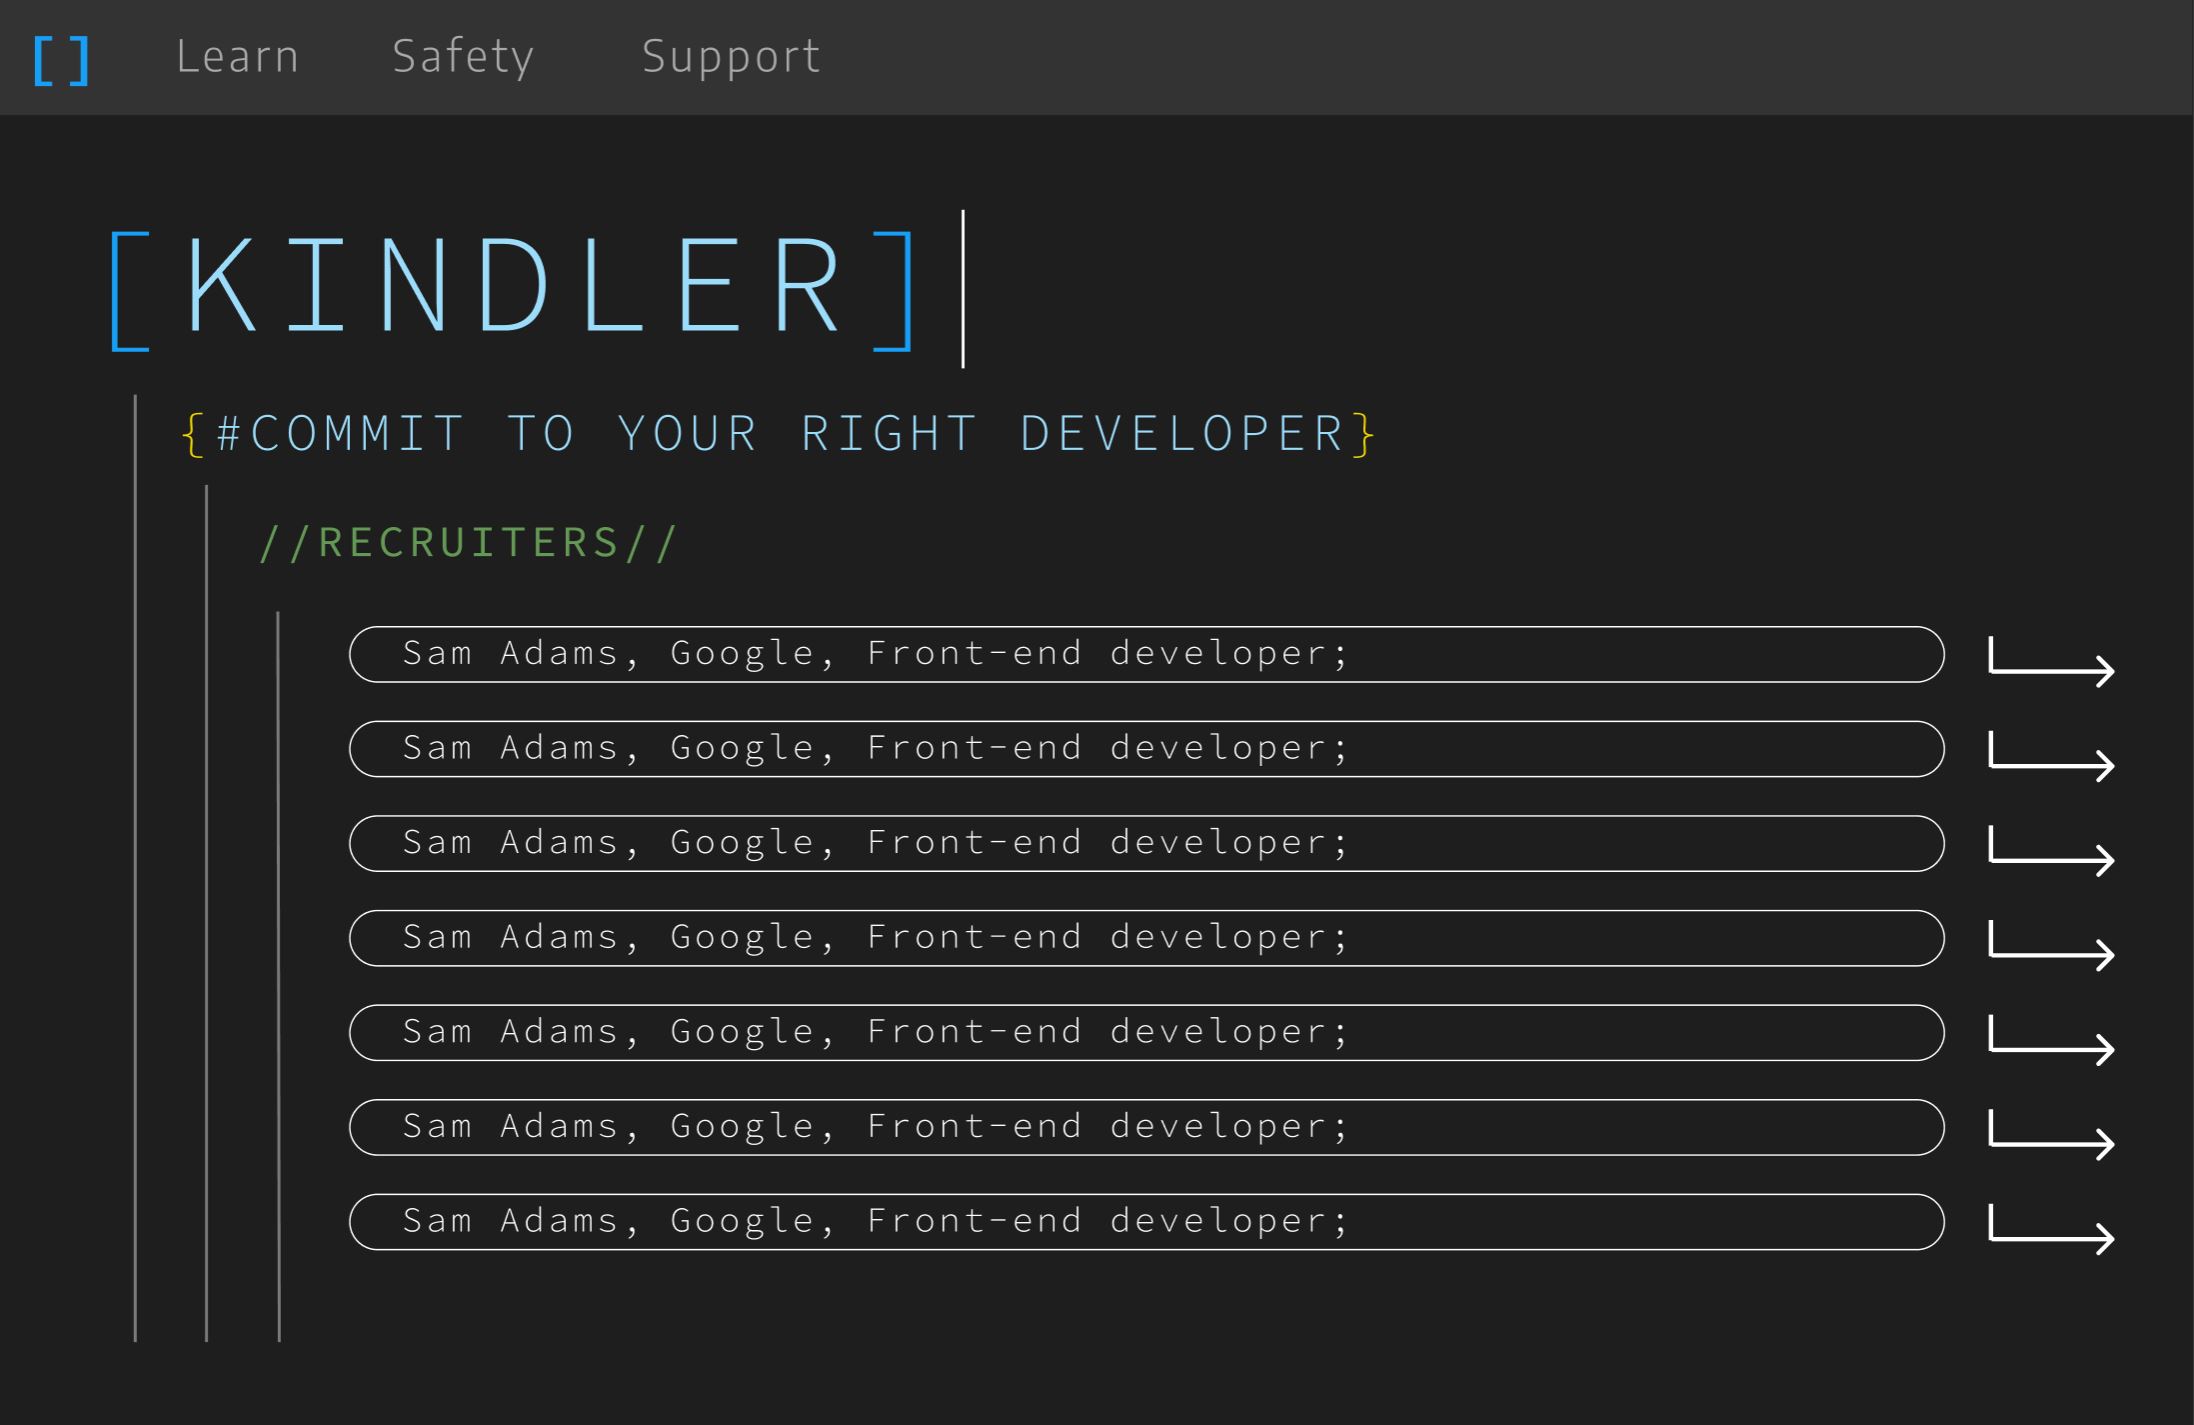 [] Learn Safety Support
[KINDLER]
{#COMMIT TO YOUR RIGHT DEVELOPER}
//RECRUITERS//
Sam Adams, Google, Front-end developer;
Sam Adams, Google, Front-end developer;
Sam Adams, Google, Front-end developer;
Sam Adams, Google, Front-end developer;
Sam Adams, Google, Front-end developer;
Sam Adams, Google, Front-end developer;
Sam Adams, Google, Front-end developer;